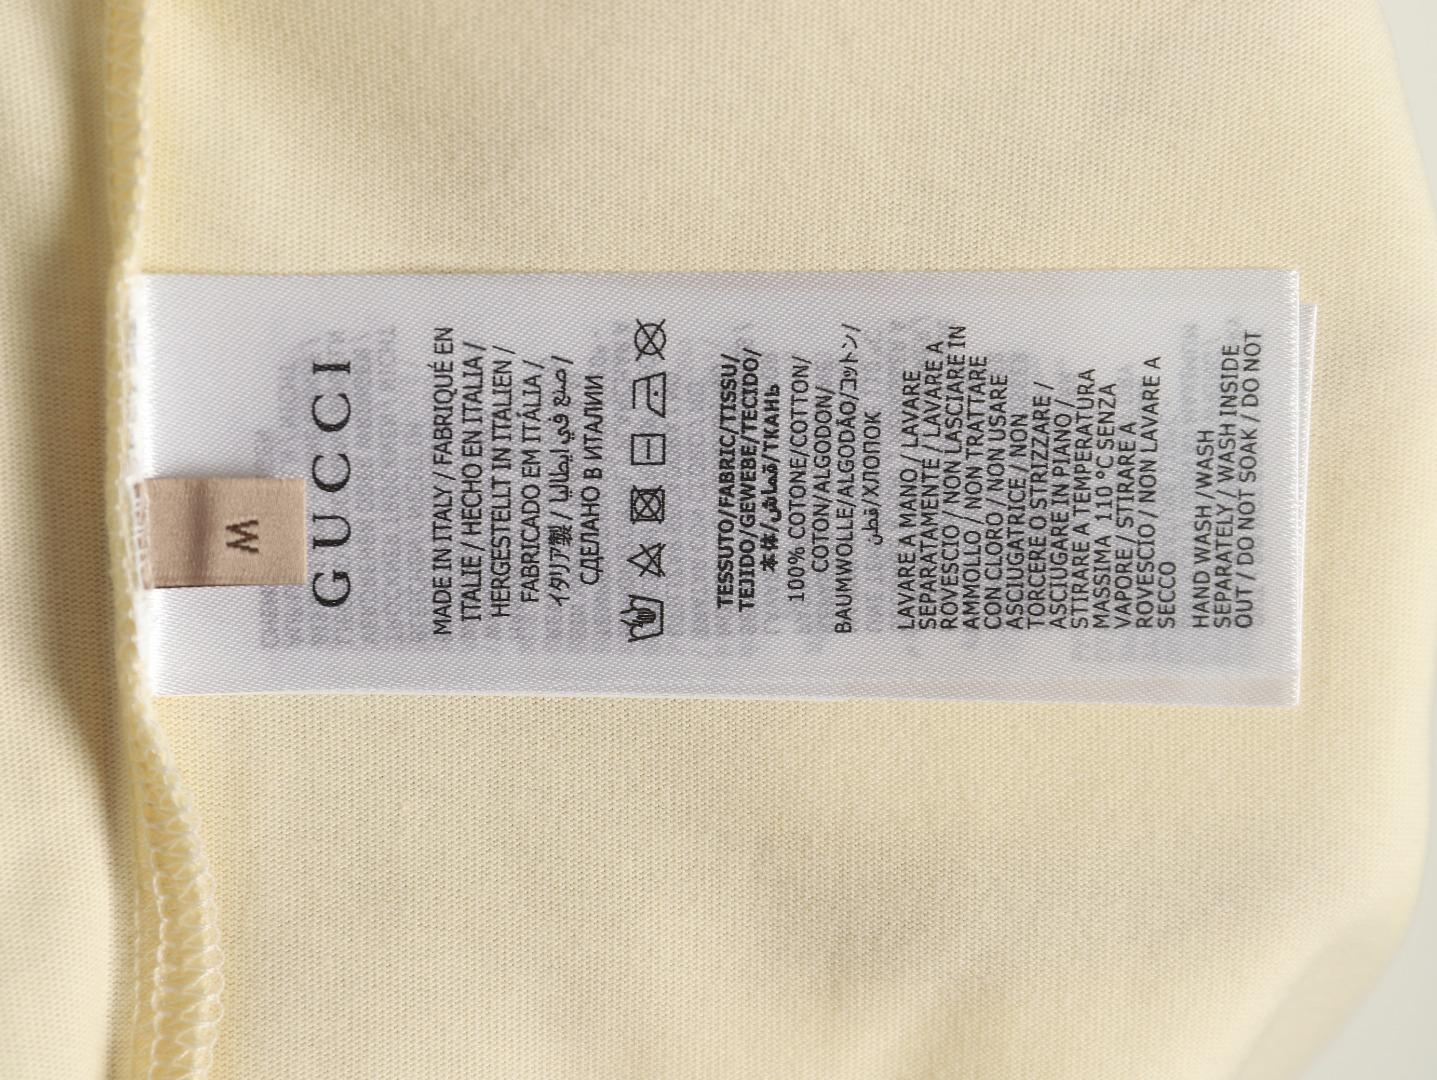 M
GUCCI
MADE IN ITALY / FABRIQUÉ EN
ITALIE / HECHO EN ITALIA /
HERGESTELLT IN ITALIEN /
FABRICADO EM ITÁLIA /
イタリア製 / صنع في ايطاليا /
СДЕЛАНО В ИТАЛИИ
TESSUTO/FABRIC/TISSU/
TEJIDO/GEWEBE/TECIDO/
本体/قماش/ТКАНЬ
100% COTONE/COTTON/
COTON/ALGODON/
BAUMWOLLE/ALGODÃO/コットン/
قطن/ХЛОПОК
LAVARE A MANO / LAVARE
SEPARATAMENTE / LAVARE A
ROVESCIO / NON LASCIARE IN
AMMOLLO / NON TRATTARE
CON CLORO / NON USARE
ASCIUGATRICE / NON
TORCERE O STRIZZARE /
ASCIUGARE IN PIANO /
STIRARE A TEMPERATURA
MASSIMA 110 °C SENZA
VAPORE / STIRARE A
ROVESCIO / NON LAVARE A
SECCO
HAND WASH /WASH
SEPARATELY / WASH INSIDE
OUT / DO NOT SOAK / DO NOT